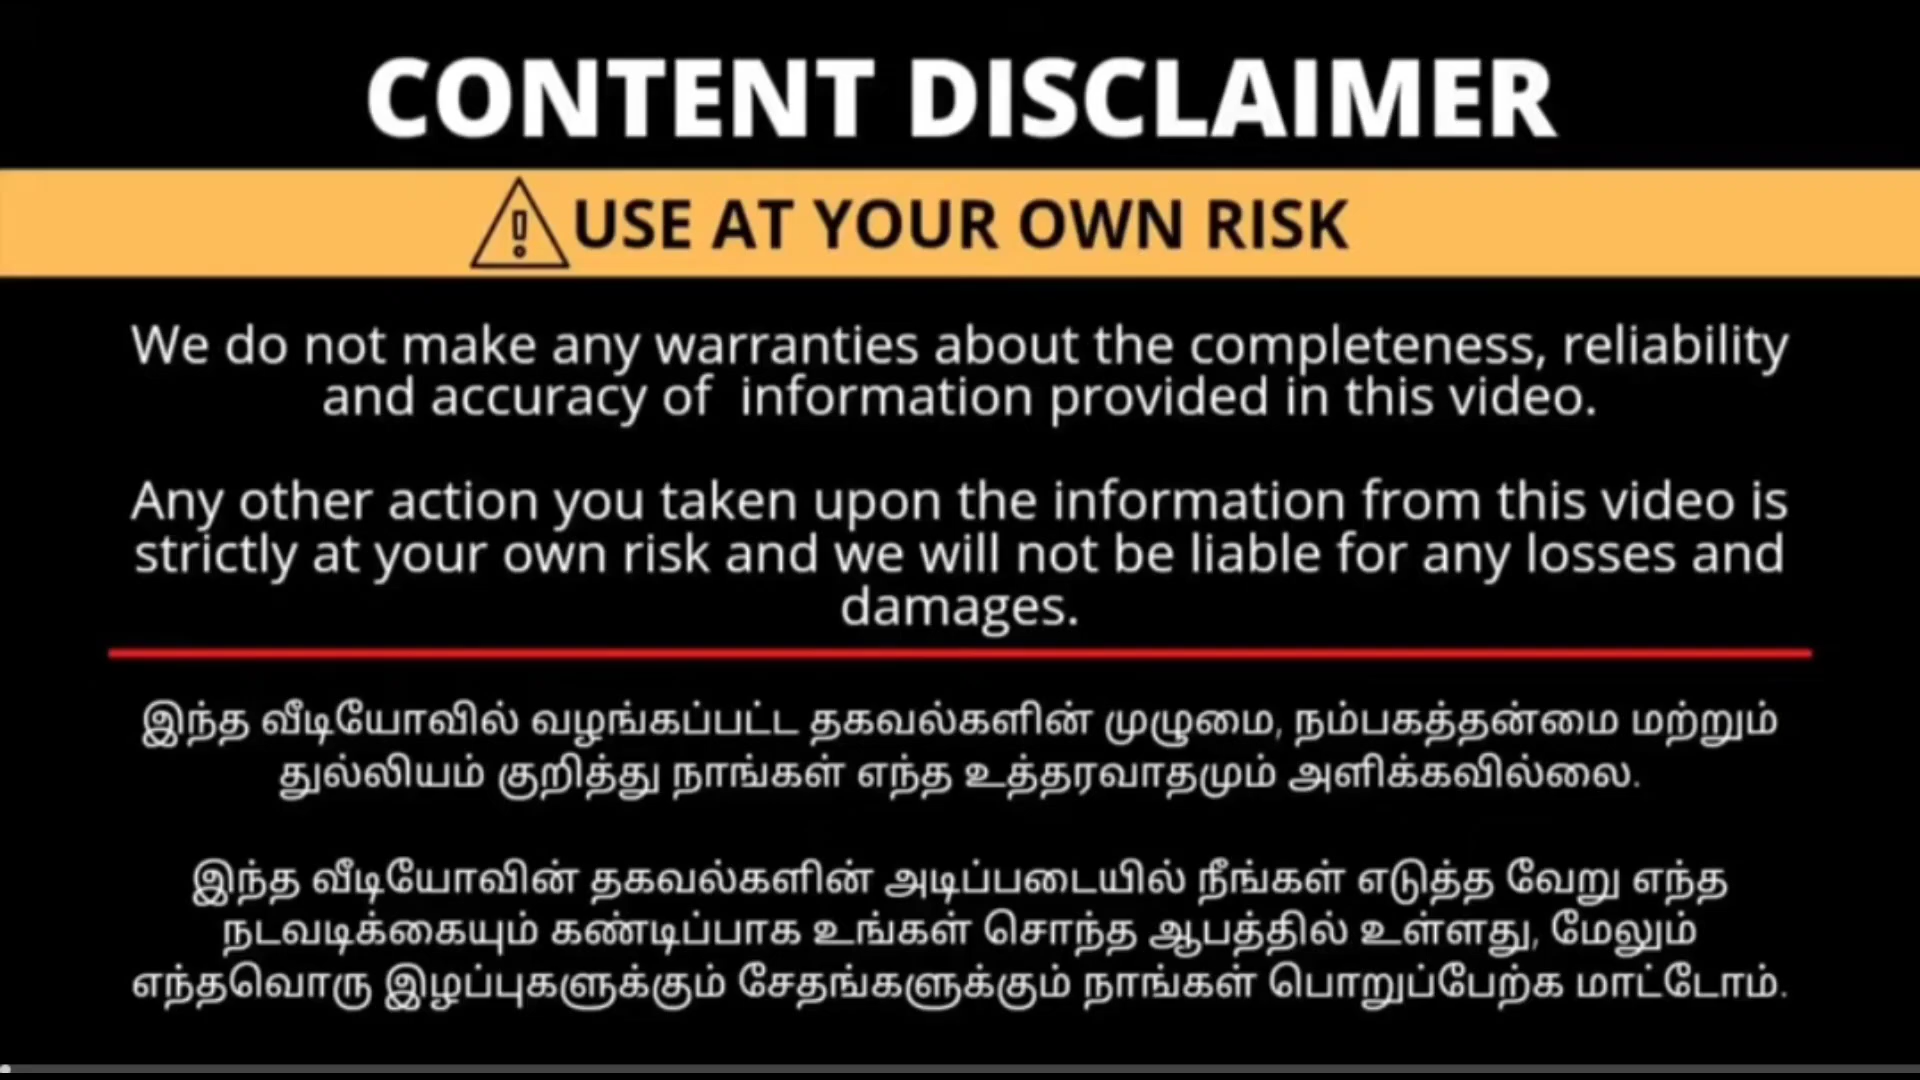 CONTENT DISCLAIMER
USE AT YOUR OWN RISK
We do not make any warranties about the completeness, reliability
and accuracy of information provided in this video.
Any other action you taken upon the information from this video is
strictly at your own risk and we will not be liable for any losses and
damages.
இந்த வீடியோவில் வழங்கப்பட்ட தகவல்களின் முழுமை, நம்பகத்தன்மை மற்றும்
துல்லியம் குறித்து நாங்கள் எந்த உத்தரவாதமும் அளிக்கவில்லை.
இந்த வீடியோவின் தகவல்களின் அடிப்படையில் நீங்கள் எடுத்த வேறு எந்த
நடவடிக்கையும் கண்டிப்பாக உங்கள் சொந்த ஆபத்தில் உள்ளது, மேலும்
எந்தவொரு இழப்புகளுக்கும் சேதங்களுக்கும் நாங்கள் பொறுப்பேற்க மாட்டோம்.